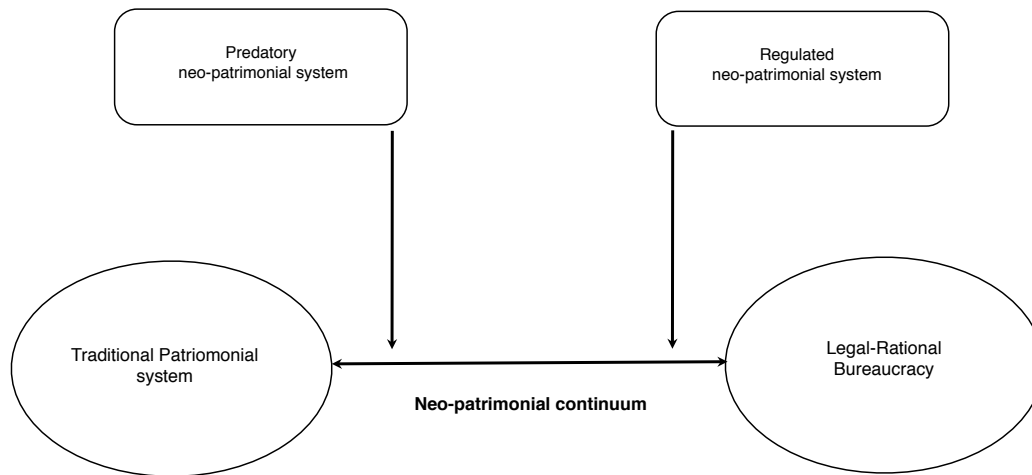 Predatory
neo-patrimonial system
Regulated
neo-patrimonial system
Traditional Patriomonial
system
Legal-Rational
Bureaucracy
Neo-patrimonial continuum